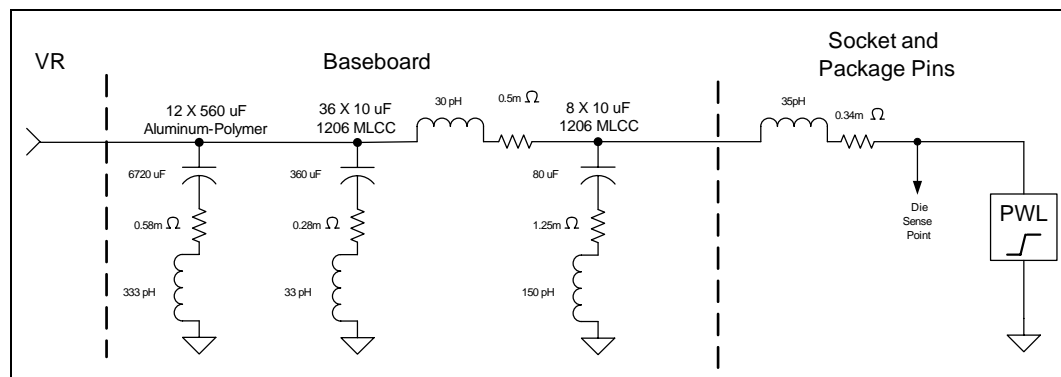 VR
Baseboard
Socket and
Package Pins
12 X 560 uF
Aluminum-Polymer
36 X 10 uF
1206 MLCC
30 pH
0.5m Ω
8 X 10 uF
1206 MLCC
35pH
0.34m Ω
6720 uF
360 uF
80 uF
0.58m Ω
0.28m Ω
1.25m Ω
333 pH
33 pH
150 pH
Die
Sense
Point
PWL